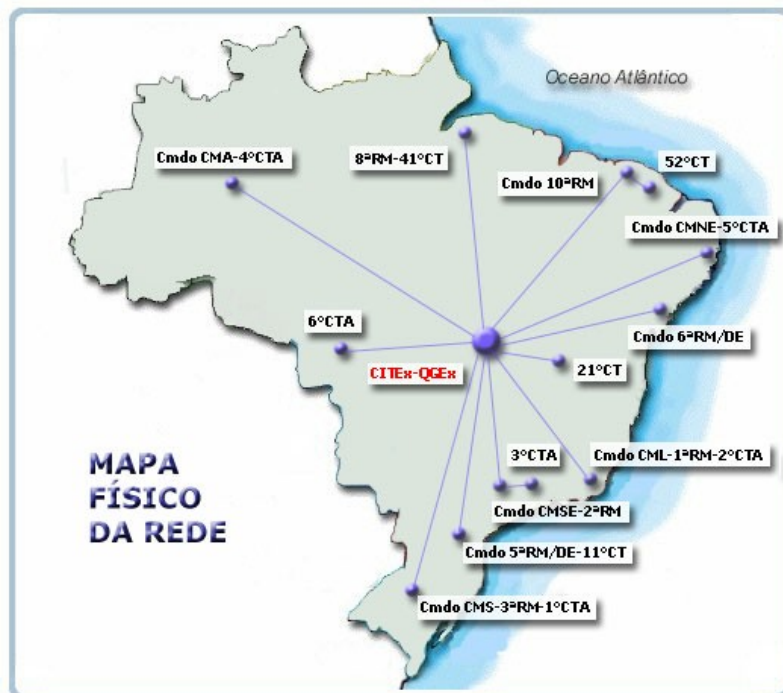 Oceano Atlântico
Cmdo CMA-4°CTA
8ªRM-41°CT
52°CT
Cmdo 10ªRM
Cmdo CMNE-5°CTA
6°CTA
Cmdo 6ªRM/DE
CITEx-QGEx
21°CT
MAPA
FÍSICO
DA REDE
3°CTA
Cmdo CML-1ªRM-2°CTA
Cmdo CMSE-2ªRM
Cmdo 5ªRM/DE-11°CT
Cmdo CMS-3ªRM-1°CTA